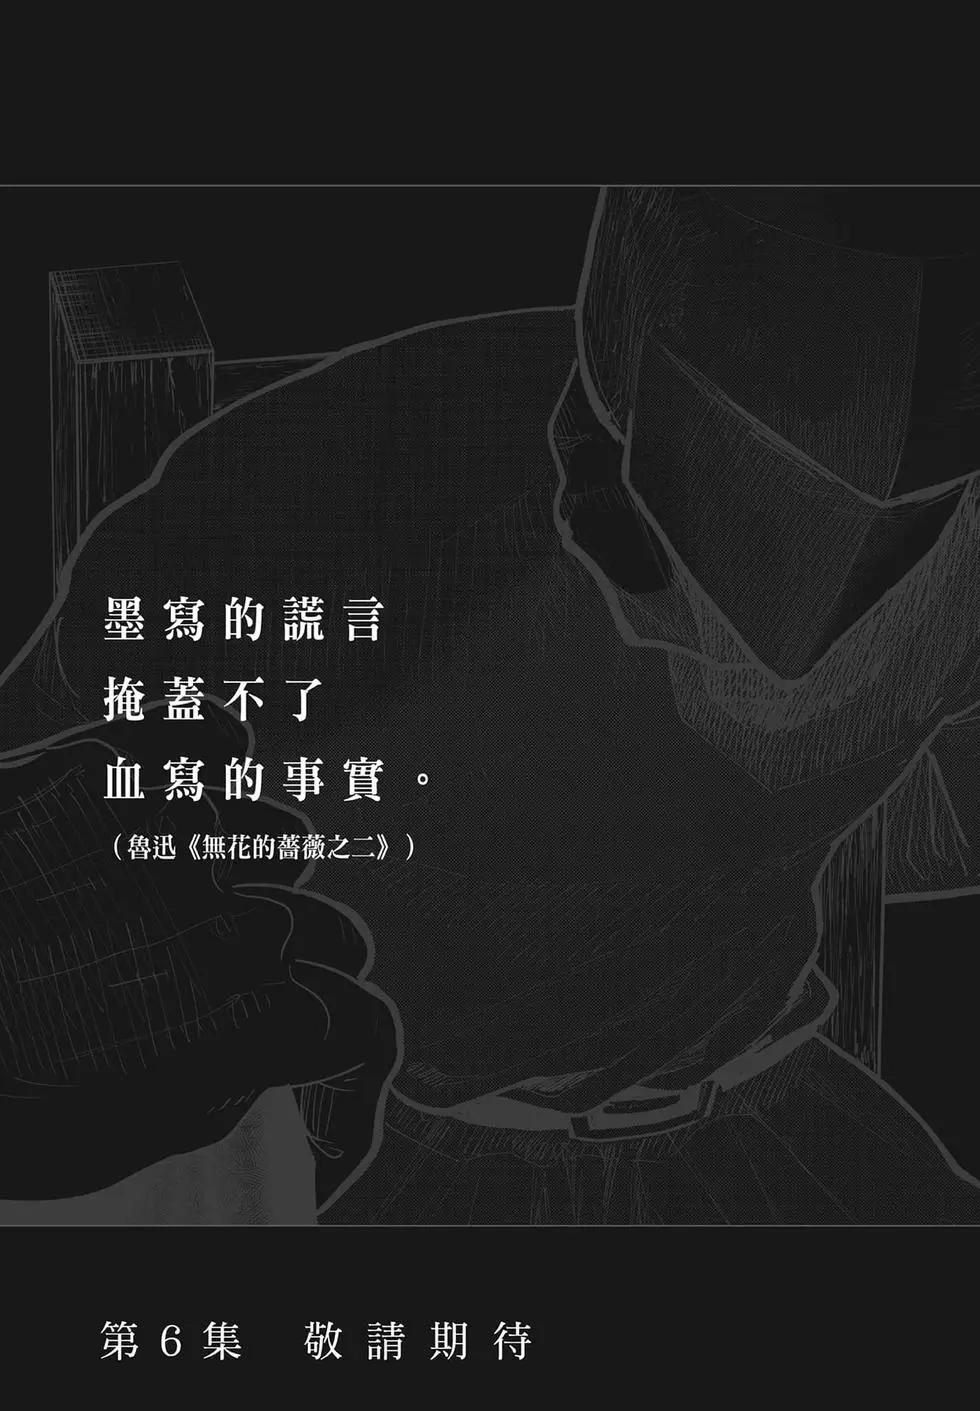 墨寫的謊言
掩蓋不了
血寫的事實。
（魯迅《無花的薔薇之二》）
第6集 敬請期待